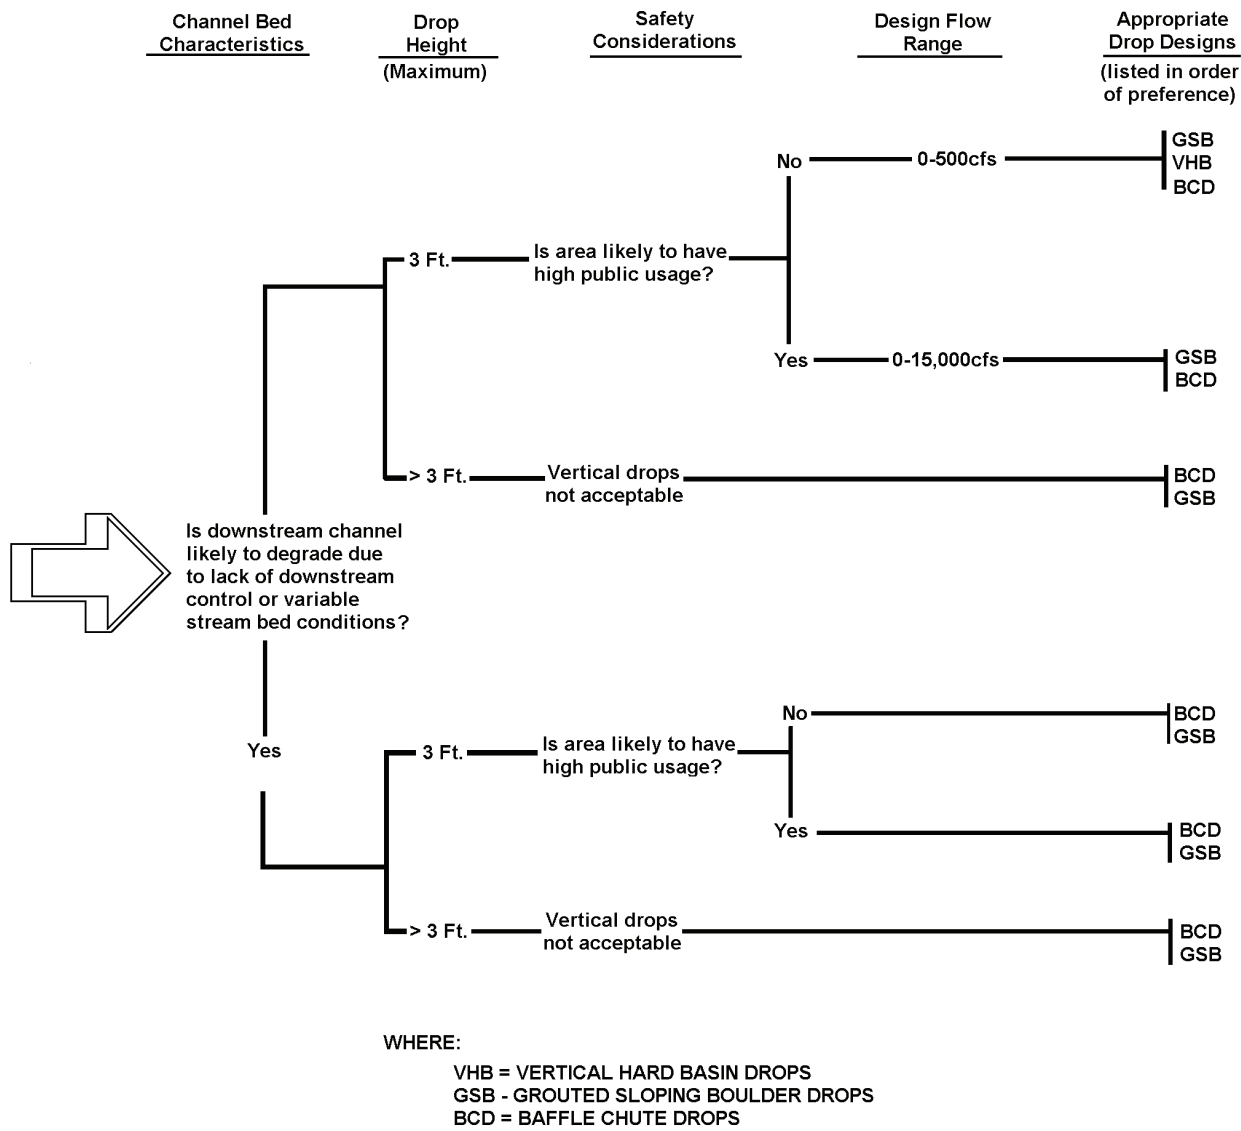 Channel Bed
Characteristics
Drop
Height
(Maximum)
Safety
Considerations
Design Flow
Range
Appropriate
Drop Designs
(listed in order
of preference)
No
0-500cfs
GSB
VHB
BCD
3 Ft.
Is area likely to have
high public usage?
Yes
0-15,000cfs
GSB
BCD
> 3 Ft.
Vertical drops
not acceptable
BCD
GSB
Is downstream channel
likely to degrade due
to lack of downstream
control or variable
stream bed conditions?
Yes
3 Ft.
Is area likely to have
high public usage?
No
BCD
GSB
Yes
BCD
GSB
> 3 Ft.
Vertical drops
not acceptable
BCD
GSB
WHERE:
VHB = VERTICAL HARD BASIN DROPS
GSB - GROUTED SLOPING BOULDER DROPS
BCD = BAFFLE CHUTE DROPS